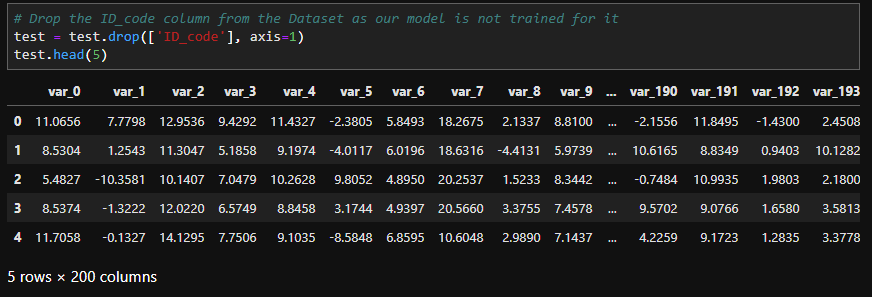 # Drop the ID_code column from the Dataset as our model is not trained for it
test = test.drop(['ID_code'], axis=1)
test.head(5)
var_0 var_1 var_2 var_3 var_4 var_5 var_6 var_7 var_8 var_9 ... var_190 var_191 var_192 var_193
0 11.0656 7.7798 12.9536 9.4292 11.4327 -2.3805 5.8493 18.2675 2.1337 8.8100 ... -2.1556 11.8495 -1.4300 2.4508
1 8.5304 1.2543 11.3047 5.1858 9.1974 -4.0117 6.0196 18.6316 -4.4131 5.9739 ... 10.6165 8.8349 0.9403 10.1282
2 5.4827 -10.3581 10.1407 7.0479 10.2628 9.8052 4.8950 20.2537 1.5233 8.3442 ... -0.7484 10.9935 1.9803 2.1800
3 8.5374 -1.3222 12.0220 6.5749 8.8458 3.1744 4.9397 20.5660 3.3755 7.4578 ... 9.5702 9.0766 1.6580 3.5813
4 11.7058 -0.1327 14.1295 7.7506 9.1035 -8.5848 6.8595 10.6048 2.9890 7.1437 ... 4.2259 9.1723 1.2835 3.3778
5 rows × 200 columns